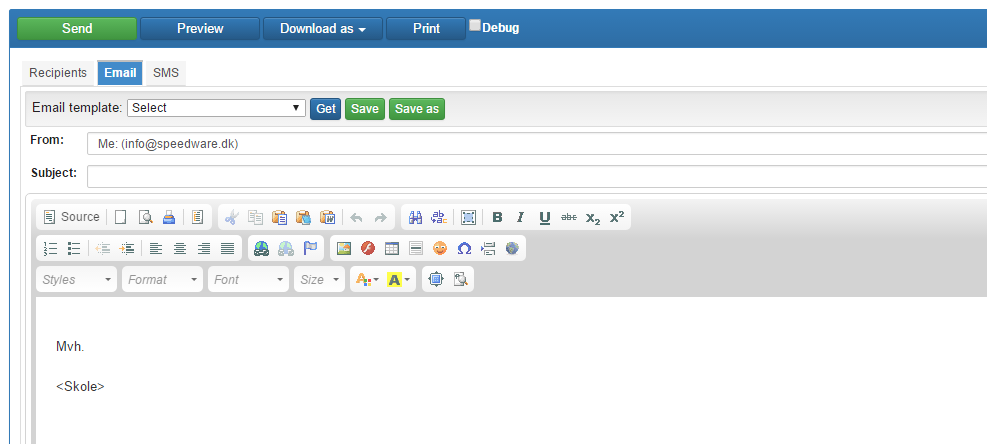 Send Preview Download as Print Debug
Recipients Email SMS
Email template: Select Get Save Save as
From: Me: (info@speedware.dk)
Subject:
Source B I U abc x₂ x²
Styles Format Font Size A A
Mvh.
<Skole>